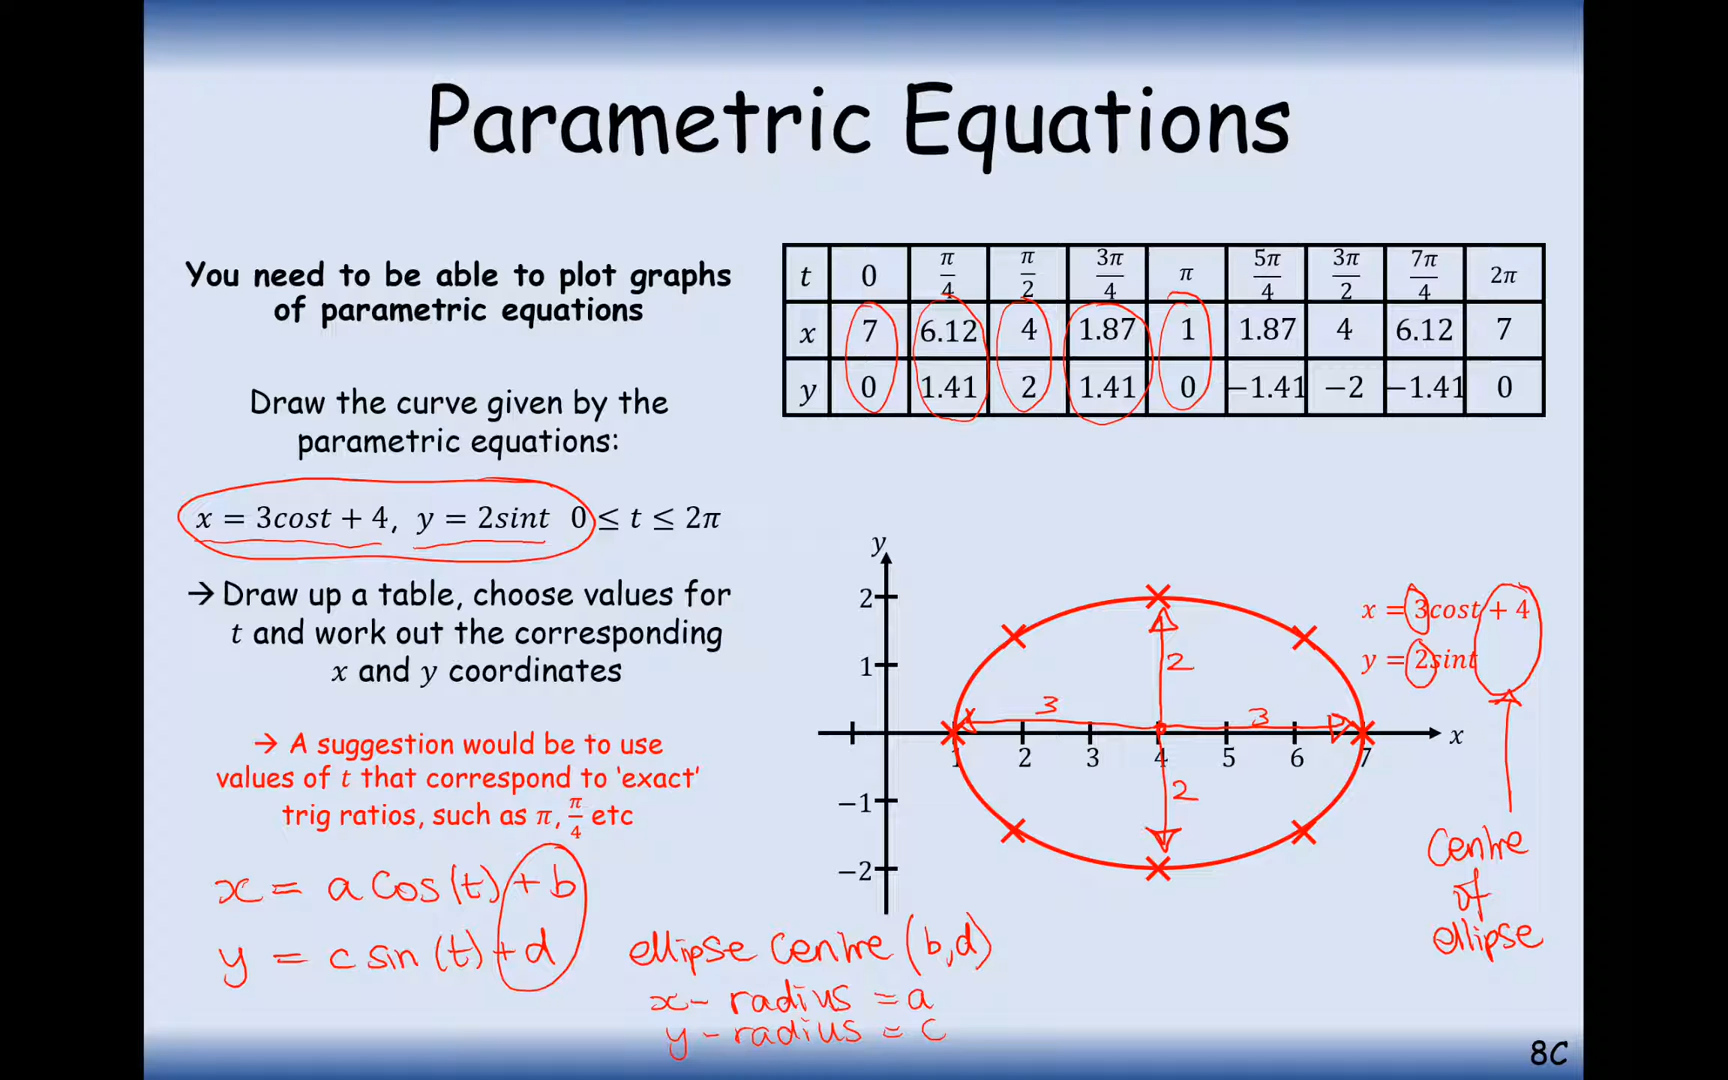 Parametric Equations
You need to be able to plot graphs
of parametric equations
Draw the curve given by the
parametric equations:
x = 3cost + 4, y = 2sint 0 ≤ t ≤ 2π
→ Draw up a table, choose values for
t and work out the corresponding
x and y coordinates
→ A suggestion would be to use
values of t that correspond to ‘exact’
trig ratios, such as π, π/4 etc
x = a cos(t) + b
y = c sin(t) + d
t 0 π/4 π/2 3π/4 π 5π/4 3π/2 7π/4 2π
x 7 6.12 4 1.87 1 1.87 4 6.12 7
y 0 1.41 2 1.41 0 −1.41 −2 −1.41 0
y
2
1
−1
−2
1 2 3 4 5 6 7 x
2
3 3
2
x = 3cost + 4
y = 2sint
Centre
of
ellipse
ellipse Centre (b,d)
x - radius = a
y - radius = c
8C